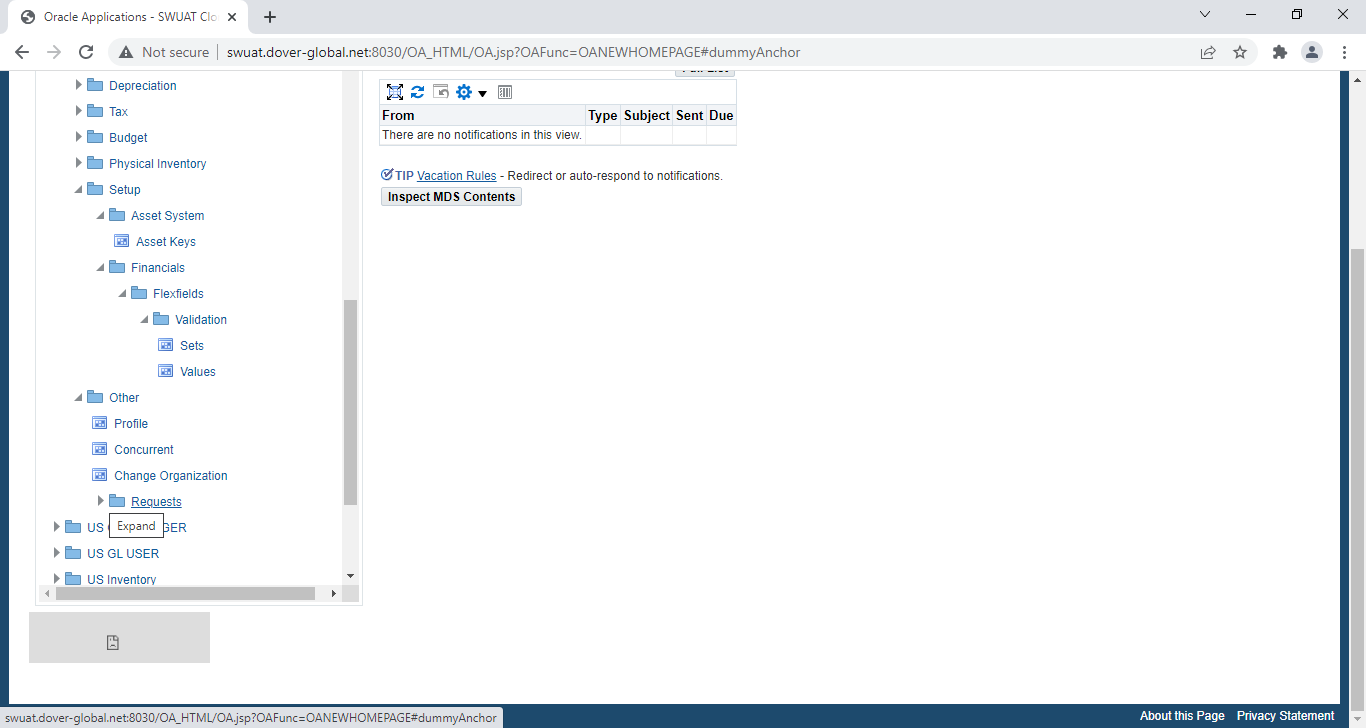 Oracle Applications - SWUAT Clo
Not secure
swuat.dover-global.net:8030/OA_HTML/OA.jsp?OAFunc=OANEWHOMEPAGE#dummyAnchor
Depreciation
Tax
Budget
Physical Inventory
Setup
Asset System
Asset Keys
Financials
Flexfields
Validation
Sets
Values
Other
Profile
Concurrent
Change Organization
Requests
US
GER
Expand
US GL USER
US Inventory
From Type Subject Sent Due
There are no notifications in this view.
TIP Vacation Rules - Redirect or auto-respond to notifications.
Inspect MDS Contents
swuat.dover-global.net:8030/OA_HTML/OA.jsp?OAFunc=OANEWHOMEPAGE#dummyAnchor
About this Page Privacy Statement